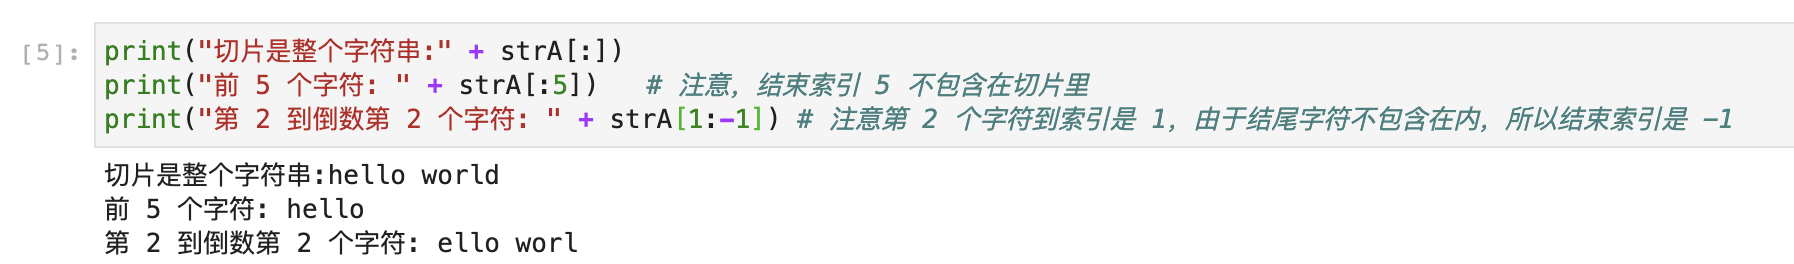 [5]:
print("切片是整个字符串:" + strA[:])
print("前 5 个字符: " + strA[:5])   # 注意，结束索引 5 不包含在切片里
print("第 2 到倒数第 2 个字符: " + strA[1:-1]) # 注意第 2 个字符到索引是 1，由于结尾字符不包含在内，所以结束索引是 -1
切片是整个字符串:hello world
前 5 个字符: hello
第 2 到倒数第 2 个字符: ello worl